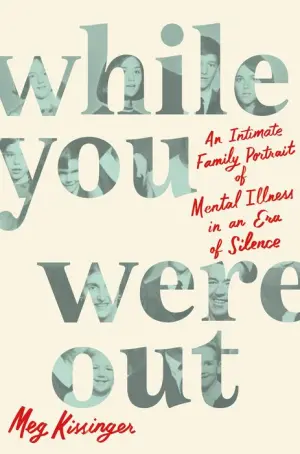 while
you
An Intimate
Family Portrait
of
Mental Illness
in an Era
of Silence
were
out
Meg Kissinger